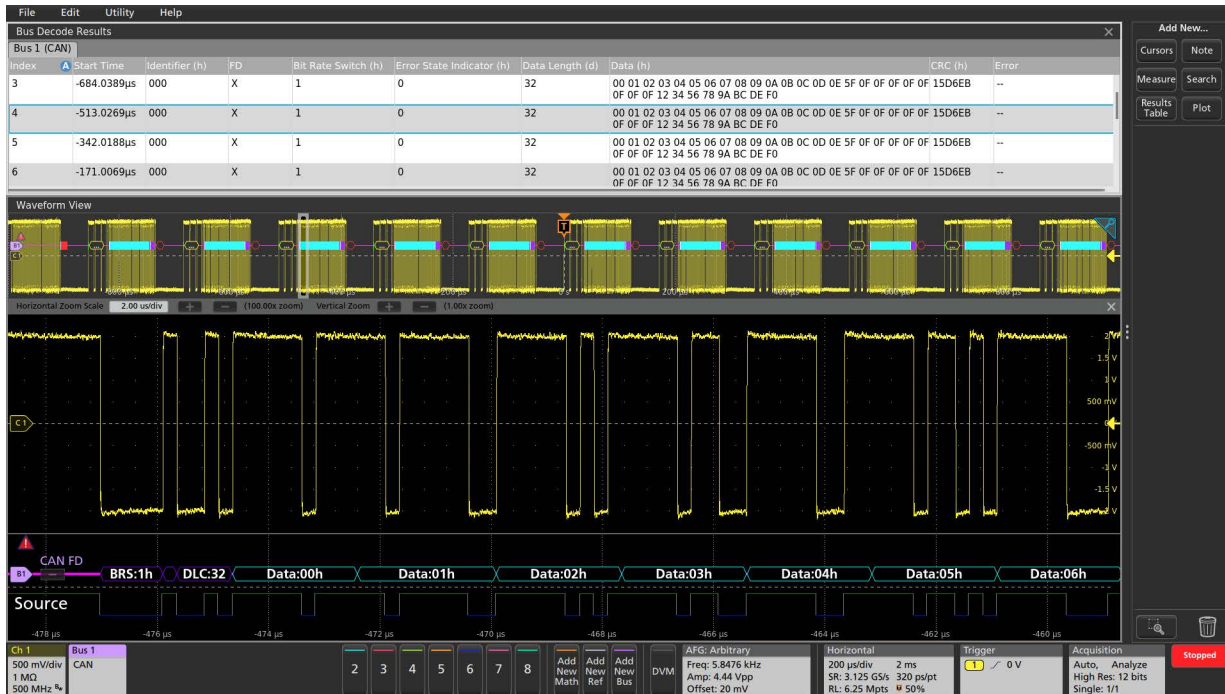 File Edit Utility Help
Bus Decode Results
Bus 1 (CAN)
Index A Start Time Identifier (h) FD Bit Rate Switch (h) Error State Indicator (h) Data Length (d) Data (h) CRC (h) Error
3 -684.0389µs 000 X 1 0 32 00 01 02 03 04 05 06 07 08 09 0A 0B 0C 0D 0E 5F 0F 0F 0F 0F 0F 15D6EB --
0F 0F 0F 12 34 56 78 9A BC DE F0
4 -513.0269µs 000 X 1 0 32 00 01 02 03 04 05 06 07 08 09 0A 0B 0C 0D 0E 5F 0F 0F 0F 0F 0F 15D6EB --
0F 0F 0F 12 34 56 78 9A BC DE F0
5 -342.0188µs 000 X 1 0 32 00 01 02 03 04 05 06 07 08 09 0A 0B 0C 0D 0E 5F 0F 0F 0F 0F 0F 15D6EB --
0F 0F 0F 12 34 56 78 9A BC DE F0
6 -171.0069µs 000 X 1 0 32 00 01 02 03 04 05 06 07 08 09 0A 0B 0C 0D 0E 5F 0F 0F 0F 0F 0F 15D6EB --
0F 0F 0F 12 34 56 78 9A BC DE F0
Add New...
Cursors Note
Measure Search
Results Table Plot
Waveform View
T
B1
C1
0 s
Horizontal Zoom Scale 2.00 us/div + − (100.00x zoom) Vertical Zoom + − (1.00x zoom)
1.5 V
1 V
500 mV
C 1
-500 mV
-1 V
-1.5 V
CAN FD
B1 BRS:1h DLC:32 Data:00h Data:01h Data:02h Data:03h Data:04h Data:05h Data:06h
Source
-478 µs -476 µs -474 µs -472 µs -470 µs -468 µs -466 µs -464 µs -462 µs -460 µs
Ch 1
500 mV/div
1 MΩ
500 MHz Bw
Bus 1
CAN
2 3 4 5 6 7 8
Add New Math
Add New Ref
Add New Bus
DVM
AFG: Arbitrary
Freq: 5.8476 kHz
Amp: 4.44 Vpp
Offset: 20 mV
Horizontal
200 µs/div 2 ms
SR: 3.125 GS/s 320 ps/pt
RL: 6.25 Mpts 50%
Trigger
1 0 V
Acquisition
Auto, Analyze
High Res: 12 bits
Single: 1/1
Stopped